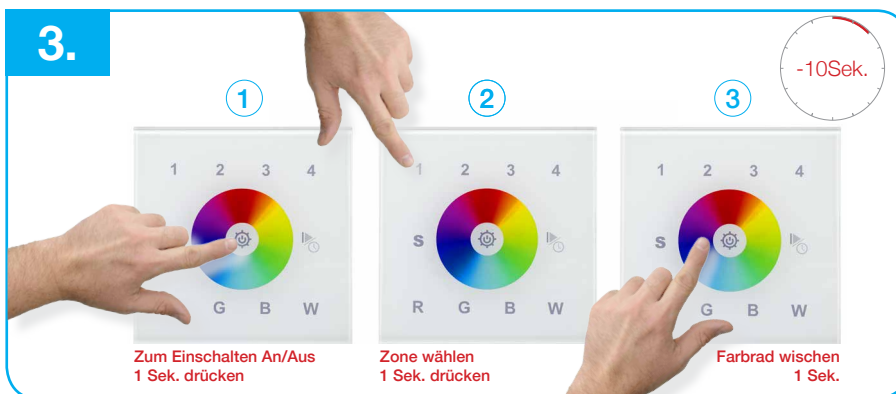 3.
-10Sek.
1
2
3
1 2 3 4
G B W
1 2 3 4
S
R G B W
1 2 3 4
S
G B W
Zum Einschalten An/Aus
1 Sek. drücken
Zone wählen
1 Sek. drücken
Farbrad wischen
1 Sek.